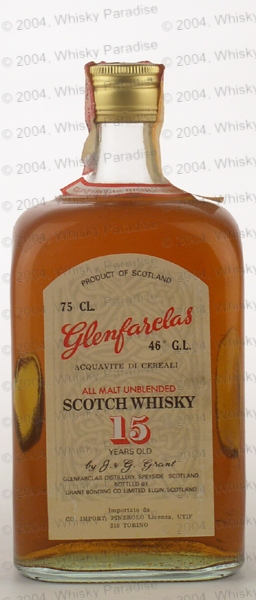 © 2004, Whisky Paradise
PRODUCT OF SCOTLAND
75 CL.
Glenfarclas
46° G.L.
ACQUAVITE DI CEREALI
ALL MALT UNBLENDED
SCOTCH WHISKY
15
YEARS OLD
by J. & G. Grant
GLENFARCLAS DISTILLERY, SPEYSIDE, SCOTLAND
BOTTLED BY
GRANT BONDING CO. LIMITED, ELGIN, SCOTLAND
Importato da
CO. IMPORT, PINEROLO Licenza, UTIF
TORINO